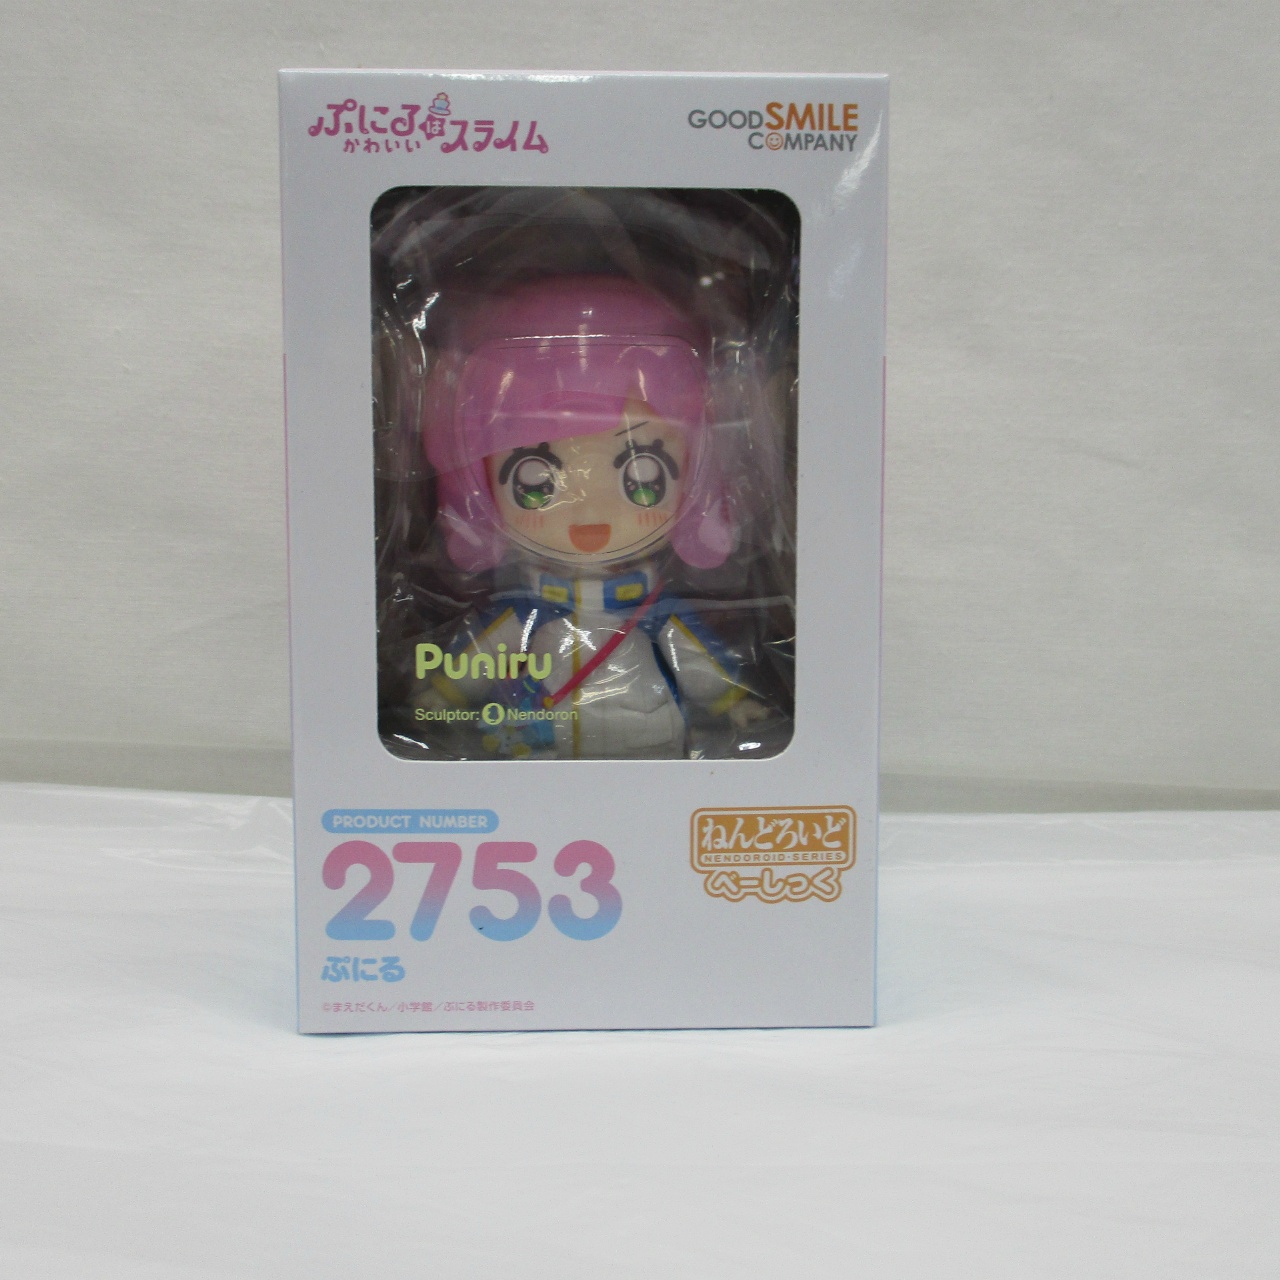 ぷにるは
かわいい
スライム
GOODSMILE
COMPANY
Puniru
Sculptor: Nendoron
PRODUCT NUMBER
2753
ぷにる
ねんどろいど
NENDOROID・SERIES
べーしっく
©まえだくん／小学館／ぷにる製作委員会